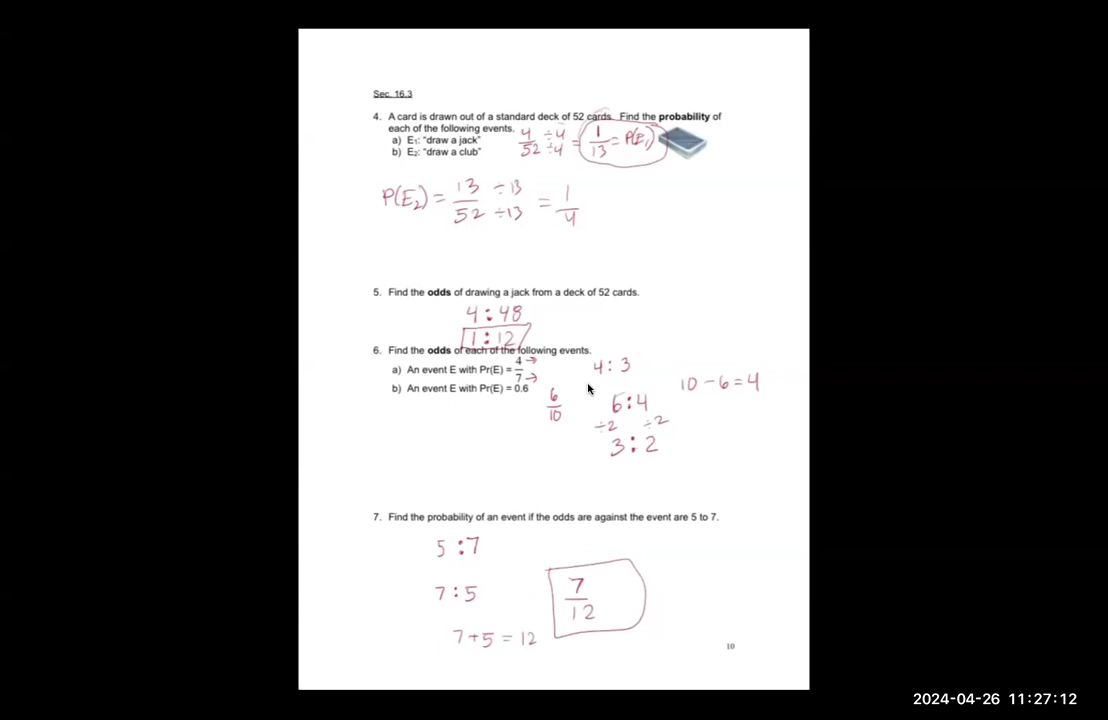 Sec. 16.3
4. A card is drawn out of a standard deck of 52 cards. Find the probability of
each of the following events.
a) E₁: "draw a jack"
b) E₂: "draw a club"
4/52 ÷4/÷4 = 1/13 = P(E₁)
P(E₂) = 13/52 ÷13/÷13 = 1/4
5. Find the odds of drawing a jack from a deck of 52 cards.
4 : 48
1 : 12
6. Find the odds of each of the following events.
a) An event E with Pr(E) = 4/7 → →
4 : 3
b) An event E with Pr(E) = 0.6
6/10
6 : 4
10 - 6 = 4
÷2 ÷2
3 : 2
7. Find the probability of an event if the odds are against the event are 5 to 7.
5 : 7
7 : 5
7 + 5 = 12
7/12
10
2024-04-26 11:27:12